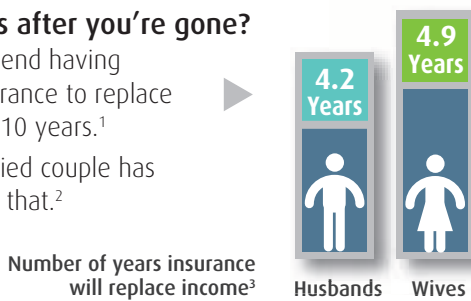 s after you're gone?
end having
rance to replace
10 years.¹
ied couple has
that.²
4.2
Years
4.9
Years
Number of years insurance
will replace income³
Husbands
Wives